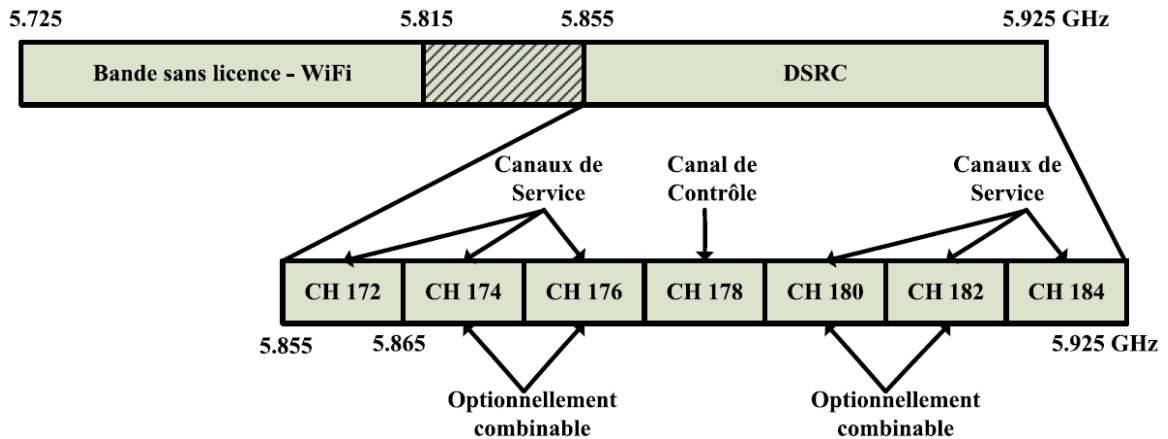 5.725
5.815
5.855
5.925 GHz
Bande sans licence - WiFi
DSRC
Canaux de
Service
Canal de
Contrôle
Canaux de
Service
CH 172
CH 174
CH 176
CH 178
CH 180
CH 182
CH 184
5.855
5.865
5.925 GHz
Optionnellement
combinable
Optionnellement
combinable